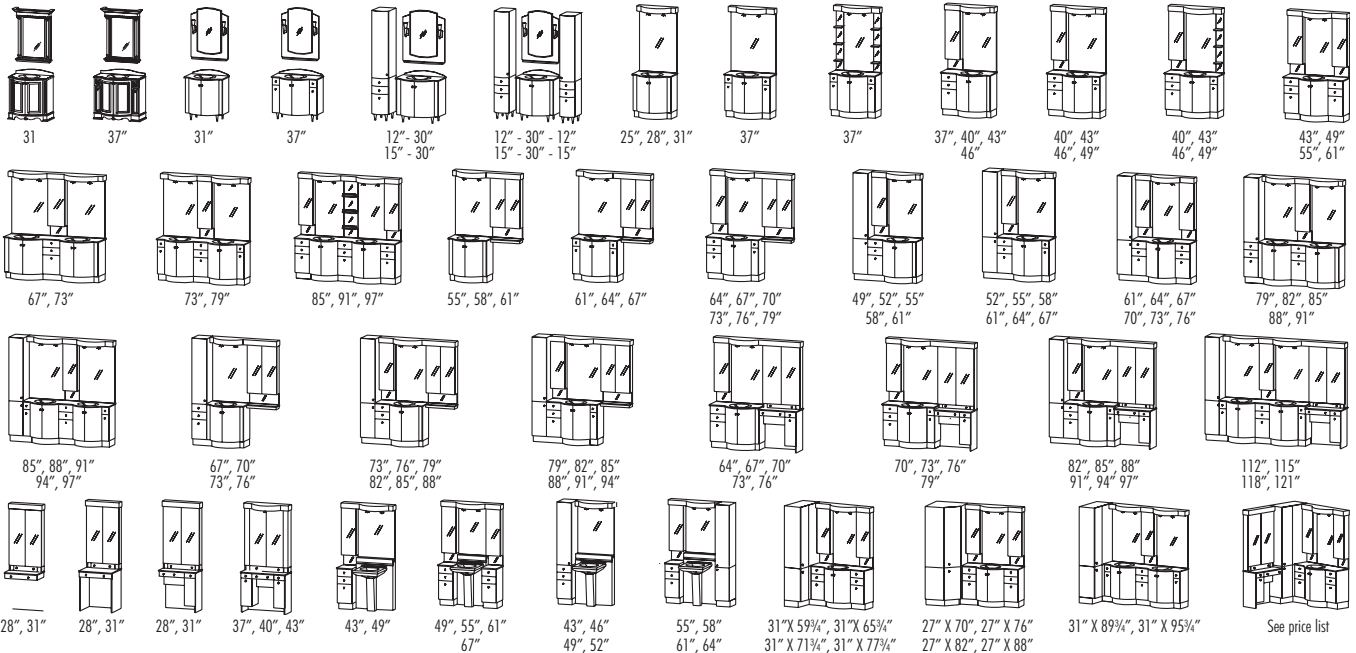 31
37”
31”
37”
12”- 30”
15” - 30”
12” - 30” - 12”
15” - 30” - 15”
25”, 28”, 31”
37”
37”
37”, 40”, 43”
46”
40”, 43”
46”, 49”
40”, 43”
46”, 49”
43”, 49”
55”, 61”
67”, 73”
73”, 79”
85”, 91”, 97”
55”, 58”, 61”
61”, 64”, 67”
64”, 67”, 70”
73”, 76”, 79”
49”, 52”, 55”
58”, 61”
52”, 55”, 58”
61”, 64”, 67”
61”, 64”, 67”
70”, 73”, 76”
79”, 82”, 85”
88”, 91”
85”, 88”, 91”
94”, 97”
67”, 70”
73”, 76”
73”, 76”, 79”
82”, 85”, 88”
79”, 82”, 85”
88”, 91”, 94”
64”, 67”, 70”
73”, 76”
70”, 73”, 76”
79”
82”, 85”, 88”
91”, 94” 97”
112”, 115”
118”, 121”
28”, 31”
28”, 31”
28”, 31”
37”, 40”, 43”
43”, 49”
49”, 55”, 61”
67”
43”, 46”
49”, 52”
55”, 58”
61”, 64”
31”X 59¾”, 31”X 65¾”
31”X 71¾”, 31”X 77¾”
27”X 70”, 27”X 76”
27”X 82”, 27”X 88”
31”X 89¾”, 31”X 95¾”
See price list